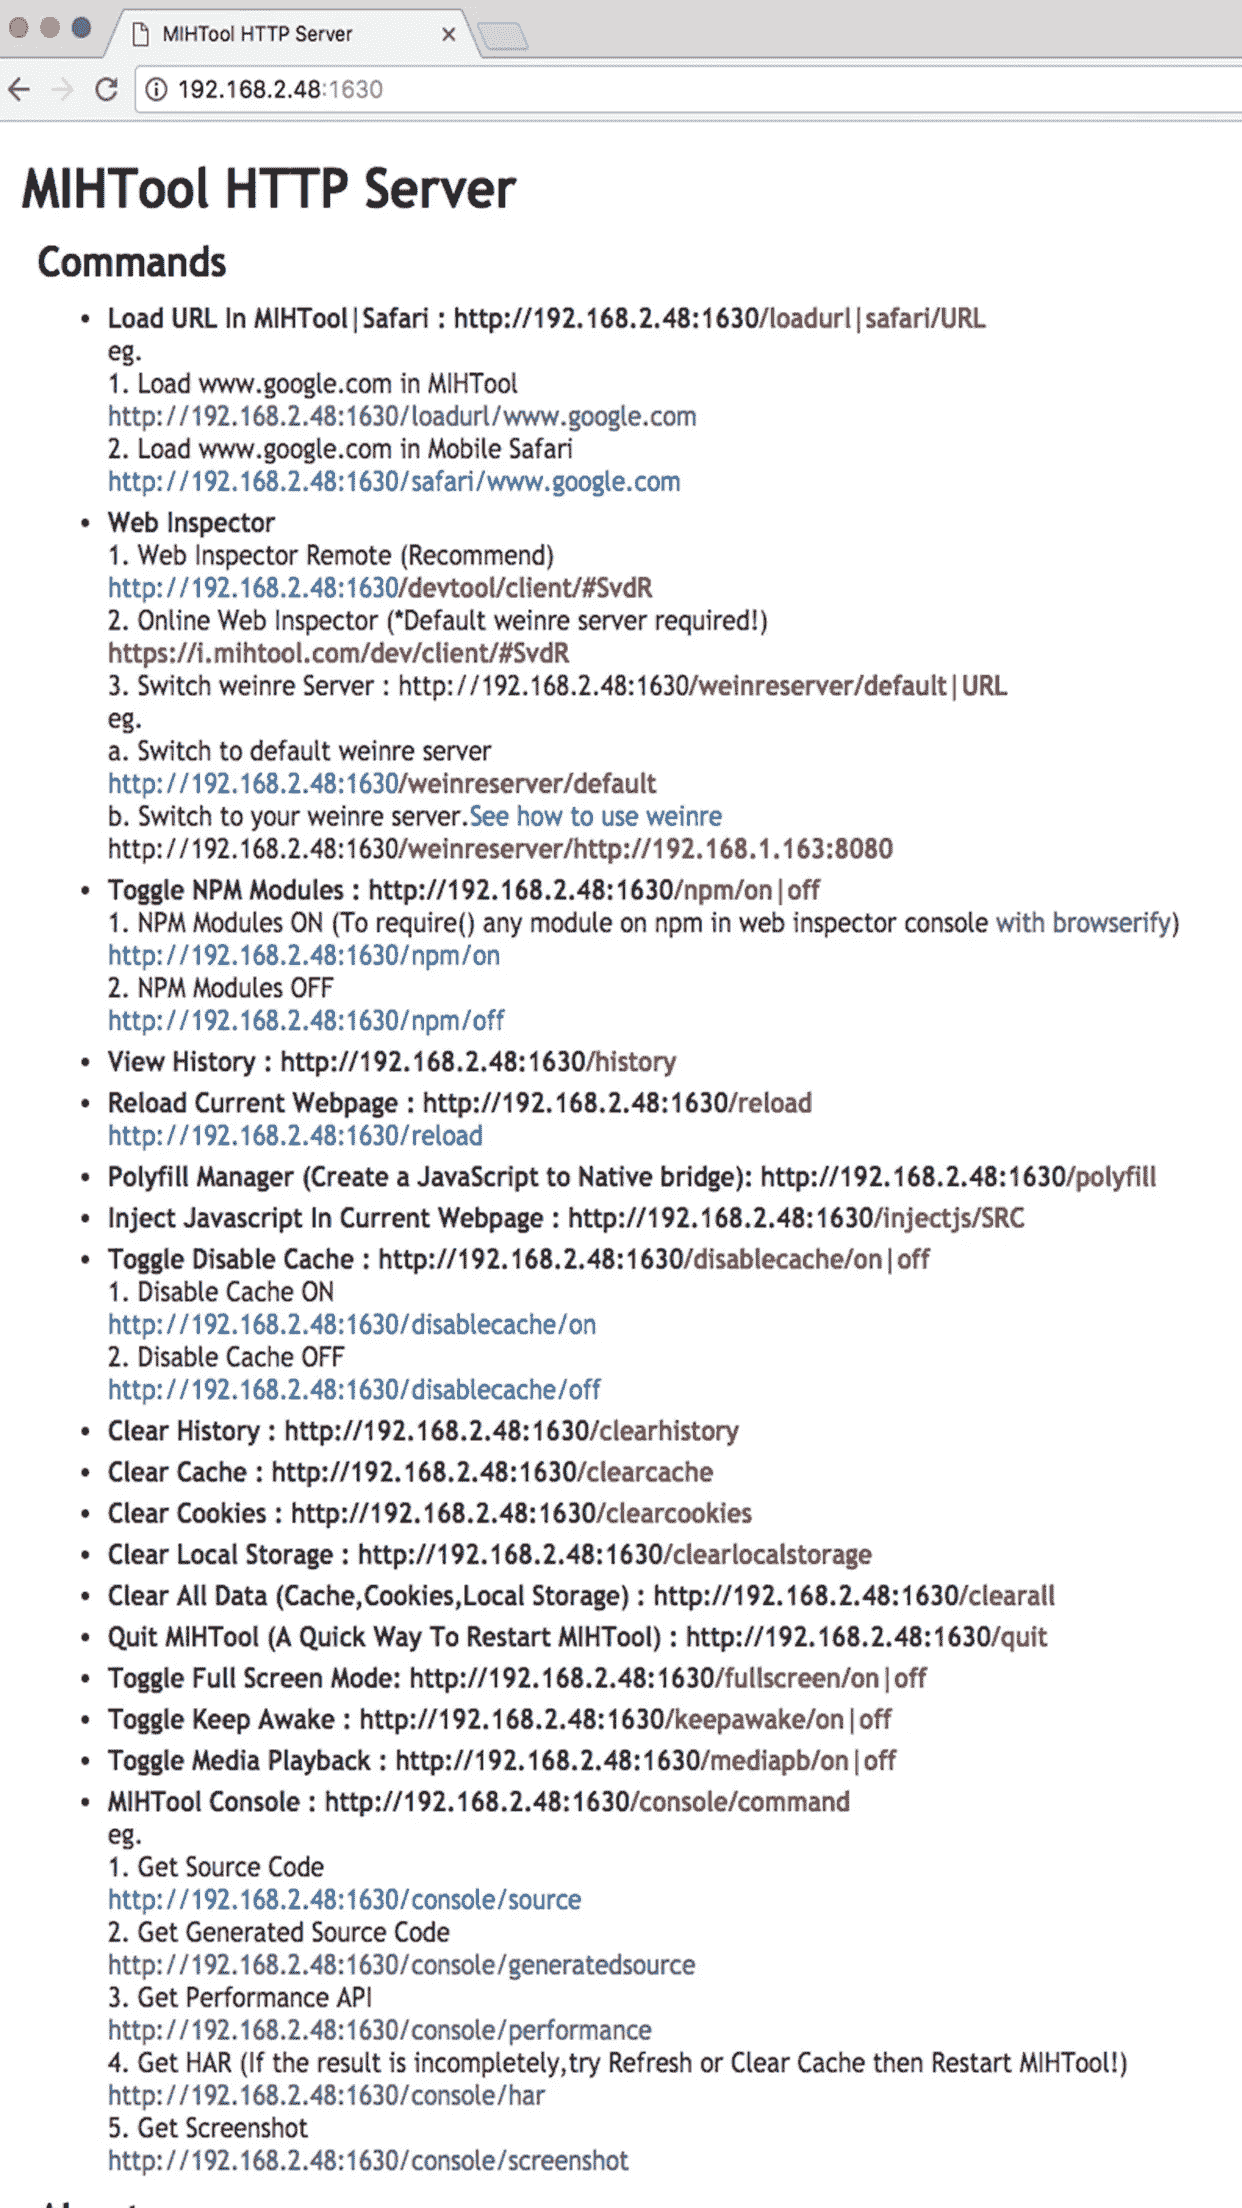 MIHTool HTTP Server
192.168.2.48:1630
MIHTool HTTP Server
Commands
• Load URL In MIHTool|Safari : http://192.168.2.48:1630/loadurl|safari/URL
eg.
1. Load www.google.com in MIHTool
http://192.168.2.48:1630/loadurl/www.google.com
2. Load www.google.com in Mobile Safari
http://192.168.2.48:1630/safari/www.google.com
• Web Inspector
1. Web Inspector Remote (Recommend)
http://192.168.2.48:1630/devtool/client/#SvdR
2. Online Web Inspector (*Default weinre server required!)
https://i.mihtool.com/dev/client/#SvdR
3. Switch weinre Server : http://192.168.2.48:1630/weinreserver/default|URL
eg.
a. Switch to default weinre server
http://192.168.2.48:1630/weinreserver/default
b. Switch to your weinre server.See how to use weinre
http://192.168.2.48:1630/weinreserver/http://192.168.1.163:8080
• Toggle NPM Modules : http://192.168.2.48:1630/npm/on|off
1. NPM Modules ON (To require() any module on npm in web inspector console with browserify)
http://192.168.2.48:1630/npm/on
2. NPM Modules OFF
http://192.168.2.48:1630/npm/off
• View History : http://192.168.2.48:1630/history
• Reload Current Webpage : http://192.168.2.48:1630/reload
http://192.168.2.48:1630/reload
• Polyfill Manager (Create a JavaScript to Native bridge): http://192.168.2.48:1630/polyfill
• Inject Javascript In Current Webpage : http://192.168.2.48:1630/injectjs/SRC
• Toggle Disable Cache : http://192.168.2.48:1630/disablecache/on|off
1. Disable Cache ON
http://192.168.2.48:1630/disablecache/on
2. Disable Cache OFF
http://192.168.2.48:1630/disablecache/off
• Clear History : http://192.168.2.48:1630/clearhistory
• Clear Cache : http://192.168.2.48:1630/clearcache
• Clear Cookies : http://192.168.2.48:1630/clearcookies
• Clear Local Storage : http://192.168.2.48:1630/clearlocalstorage
• Clear All Data (Cache,Cookies,Local Storage) : http://192.168.2.48:1630/clearall
• Quit MIHTool (A Quick Way To Restart MIHTool) : http://192.168.2.48:1630/quit
• Toggle Full Screen Mode: http://192.168.2.48:1630/fullscreen/on|off
• Toggle Keep Awake : http://192.168.2.48:1630/keepawake/on|off
• Toggle Media Playback : http://192.168.2.48:1630/mediapb/on|off
• MIHTool Console : http://192.168.2.48:1630/console/command
eg.
1. Get Source Code
http://192.168.2.48:1630/console/source
2. Get Generated Source Code
http://192.168.2.48:1630/console/generatedsource
3. Get Performance API
http://192.168.2.48:1630/console/performance
4. Get HAR (If the result is incompletely,try Refresh or Clear Cache then Restart MIHTool!)
http://192.168.2.48:1630/console/har
5. Get Screenshot
http://192.168.2.48:1630/console/screenshot